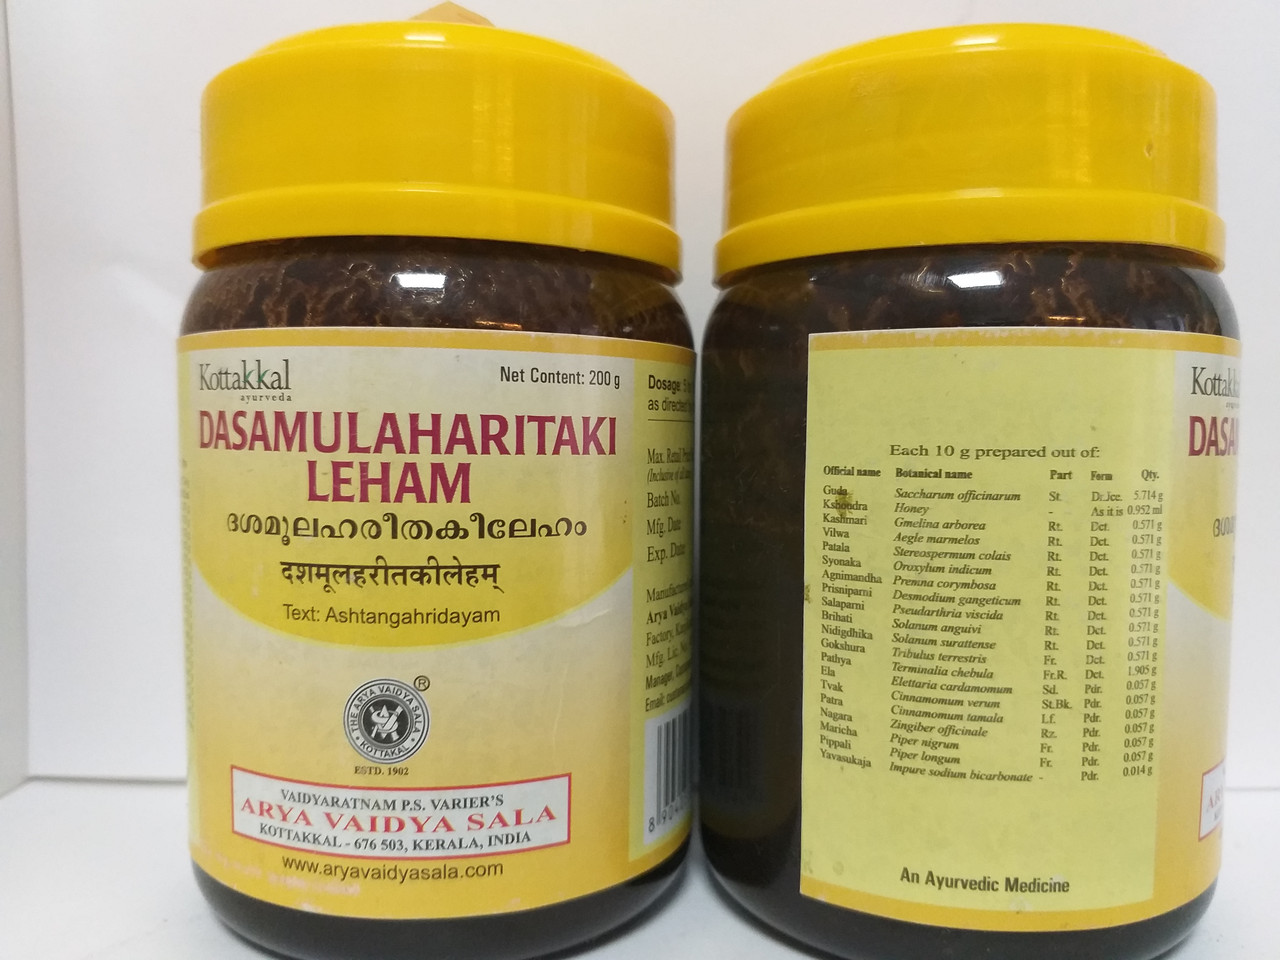 Kottakkal
ayurveda
Net Content: 200 g
DASAMULAHARITAKI
LEHAM
ദശമൂലഹരീതകീലേഹം
दशमूलहरीतकीलेहम्
Text: Ashtangahridayam
®
THE ARYA VAIDYA SALA
KOTTAKKAL
ESTD. 1902
VAIDYARATNAM P.S. VARIER'S
ARYA VAIDYA SALA
KOTTAKKAL - 676 503, KERALA, INDIA
www.aryavaidyasala.com
Dosage:
as directed
Max. Retail
(Inclusive of
Batch No.
Mfg. Date
Exp. Date
Arya Vaidya
Factory,
Mfg. Lic. No
Manager,
Email:
Each 10 g prepared out of:
Official name Botanical name Part Form Qty.
Guda Saccharum officinarum St. Dr.Jce. 5.714 g
Kshoudra Honey - As it is 0.952 ml
Kashmari Gmelina arborea Rt. Dct. 0.571 g
Vilwa Aegle marmelos Rt. Dct. 0.571 g
Patala Stereospermum colais Rt. Dct. 0.571 g
Syonaka Oroxylum indicum Rt. Dct. 0.571 g
Agnimandha Premna corymbosa Rt. Dct. 0.571 g
Prisniparni Desmodium gangeticum Rt. Dct. 0.571 g
Salaparni Pseudarthria viscida Rt. Dct. 0.571 g
Brihati Solanum anguivi Rt. Dct. 0.571 g
Nidigdhika Solanum surattense Rt. Dct. 0.571 g
Gokshura Tribulus terrestris Fr. Dct. 0.571 g
Pathya Terminalia chebula Fr.R. Dct. 1.905 g
Ela Elettaria cardamomum Sd. Pdr. 0.057 g
Tvak Cinnamomum verum St.Bk. Pdr. 0.057 g
Patra Cinnamomum tamala Lf. Pdr. 0.057 g
Nagara Zingiber officinale Rz. Pdr. 0.057 g
Maricha Piper nigrum Fr. Pdr. 0.057 g
Pippali Piper longum Fr. Pdr. 0.057 g
Yavasukaja Impure sodium bicarbonate - Pdr. 0.014 g
An Ayurvedic Medicine
Kottak
DASA